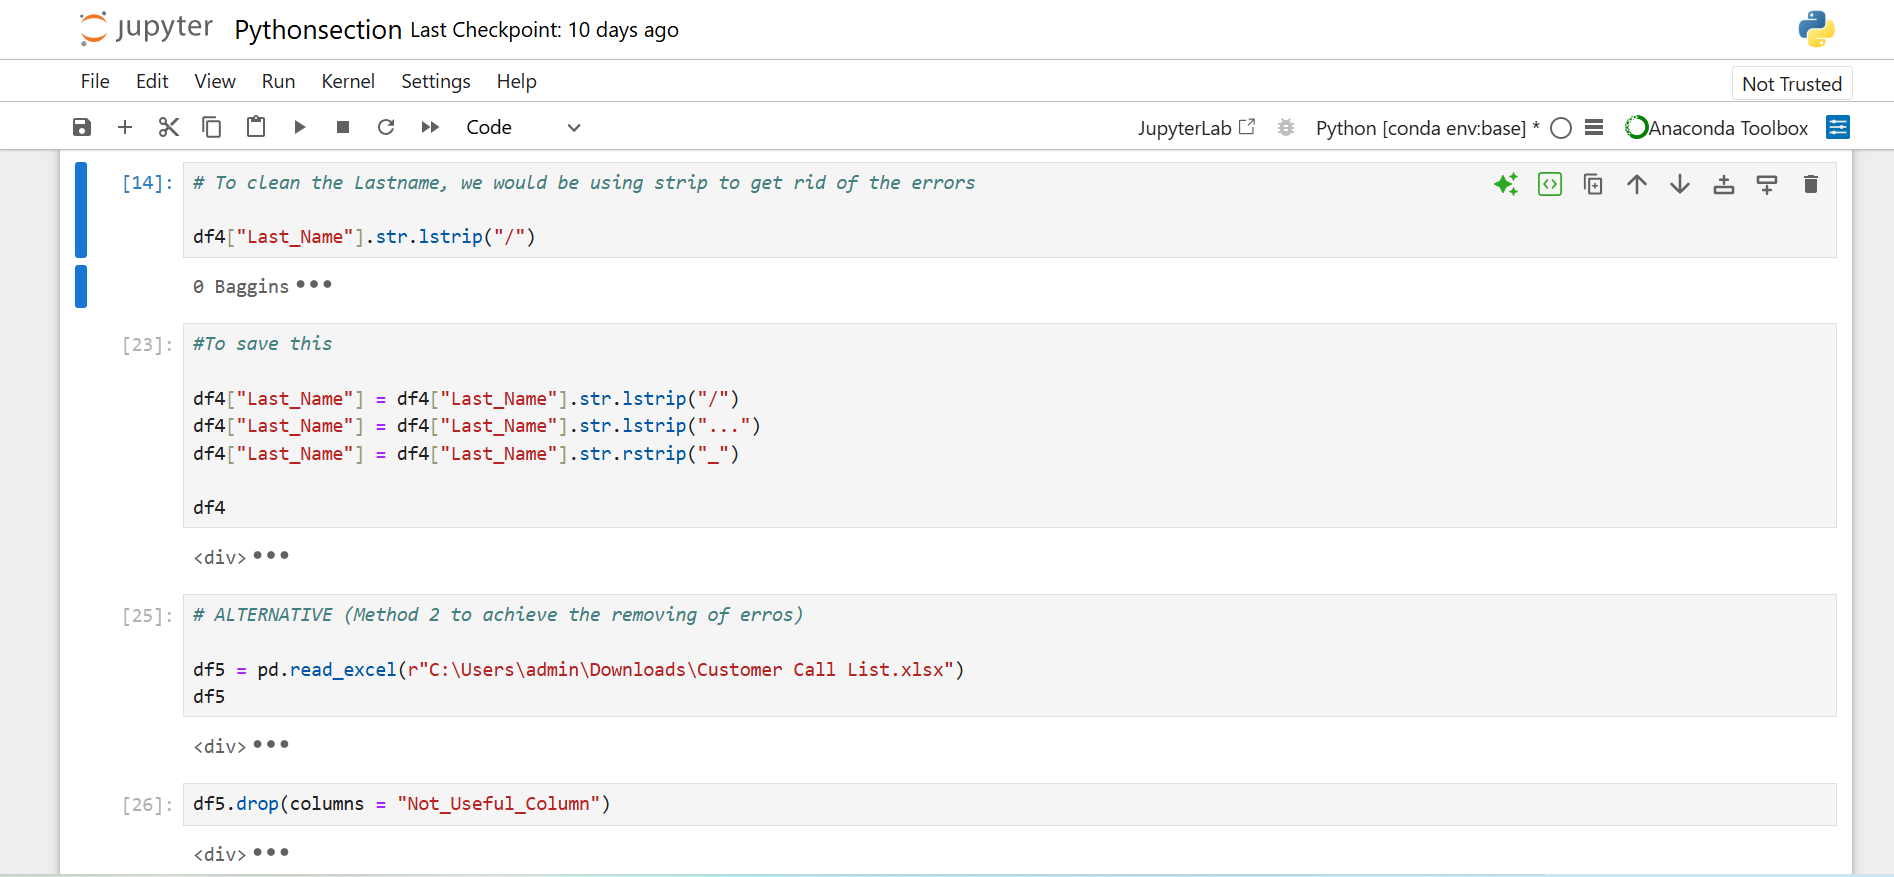 jupyter Pythonsection Last Checkpoint: 10 days ago
File Edit View Run Kernel Settings Help
Not Trusted
Code
JupyterLab
Python [conda env:base] *
Anaconda Toolbox
[14]:
# To clean the Lastname, we would be using strip to get rid of the errors
df4["Last_Name"].str.lstrip("/")
0 Baggins •••
[23]:
#To save this
df4["Last_Name"] = df4["Last_Name"].str.lstrip("/")
df4["Last_Name"] = df4["Last_Name"].str.lstrip("...")
df4["Last_Name"] = df4["Last_Name"].str.rstrip("_")
df4
<div> •••
[25]:
# ALTERNATIVE (Method 2 to achieve the removing of erros)
df5 = pd.read_excel(r"C:\Users\admin\Downloads\Customer Call List.xlsx")
df5
<div> •••
[26]:
df5.drop(columns = "Not_Useful_Column")
<div> •••